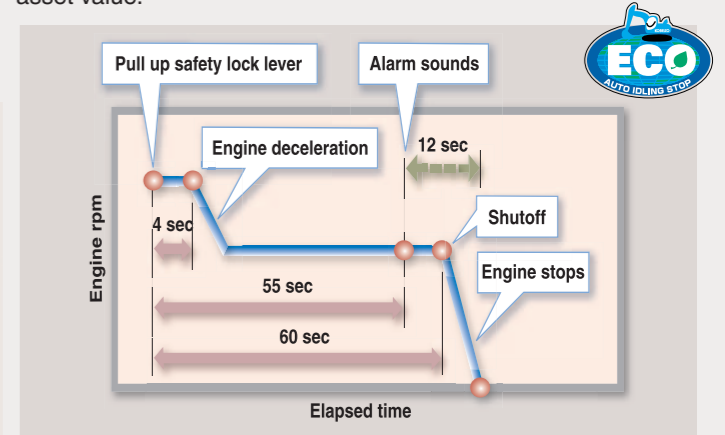 asset value.
ECO
AUTO IDLING STOP
Pull up safety lock lever
Alarm sounds
Engine deceleration
12 sec
4 sec
Shutoff
Engine stops
55 sec
60 sec
Engine rpm
Elapsed time